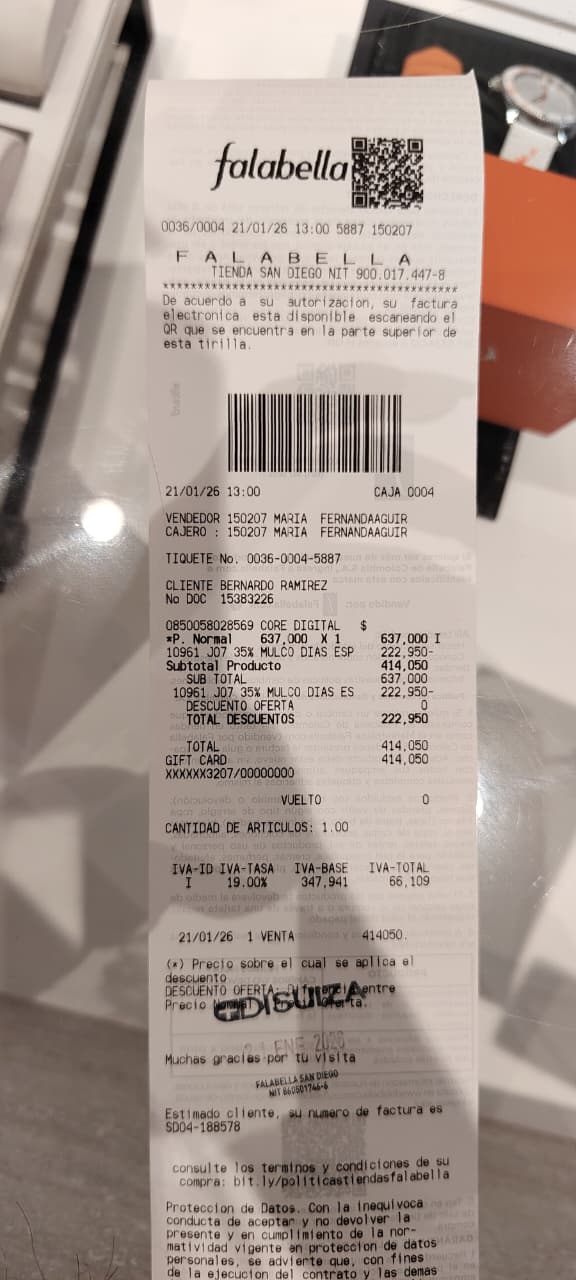 falabella
0036/0004 21/01/26 13:00 5887 150207
F A L A B E L L A
TIENDA SAN DIEGO NIT 900.017.447-8
******************************************
De acuerdo a su autorizacion, su factura
electronica esta disponible escaneando el
QR que se encuentra en la parte superior de
esta tirilla.
21/01/26 13:00 CAJA 0004
VENDEDOR 150207 MARIA FERNANDAAGUIR
CAJERO : 150207 MARIA FERNANDAAGUIR
TIQUETE No. 0036-0004-5887
CLIENTE BERNARDO RAMIREZ
No DOC 15383226
0850058028569 CORE DIGITAL $
*P. Normal 637,000 X 1 637,000 I
10961 J07 35% MULCO DIAS ESP 222,950-
Subtotal Producto 414,050
SUB TOTAL 637,000
10961 J07 35% MULCO DIAS ES 222,950-
DESCUENTO OFERTA 0
TOTAL DESCUENTOS 222,950
TOTAL 414,050
GIFT CARD 414,050
XXXXXX3207/00000000
VUELTO 0
CANTIDAD DE ARTICULOS: 1.00
IVA-ID IVA-TASA IVA-BASE IVA-TOTAL
I 19.00% 347,941 66,109
21/01/26 1 VENTA 414050.
(*) Precio sobre el cual se aplica el
descuento
DESCUENTO OFERTA: entre
Precio
GDISUIZA
ENE 2026
Muchas gracias por tu visita
FALABELLA SAN DIEGO
NIT 860501746-6
Estimado cliente, su numero de factura es
SD04-188578
consulte los terminos y condiciones de su
compra: bit.ly/politicastiendasfalabella
Proteccion de Datos. Con la inequivoca
conducta de aceptar y no devolver la
presente y en cumplimiento de la nor-
matividad vigente en proteccion de datos
personales, se advierte que, con fines
de la ejecucion del contrato y las demas